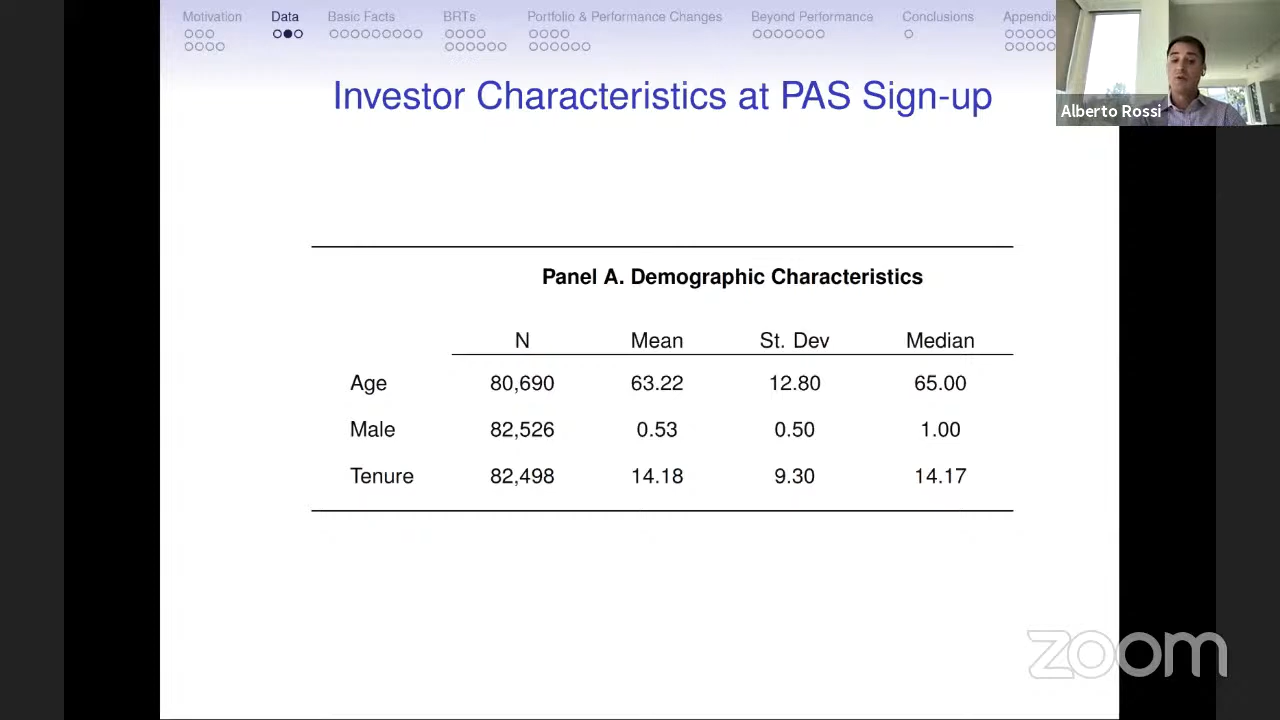 Motivation Data Basic Facts BRTs Portfolio & Performance Changes Beyond Performance Conclusions Appendix
Investor Characteristics at PAS Sign-up
Alberto Rossi
Panel A. Demographic Characteristics
N Mean St. Dev Median
Age 80,690 63.22 12.80 65.00
Male 82,526 0.53 0.50 1.00
Tenure 82,498 14.18 9.30 14.17
zoom